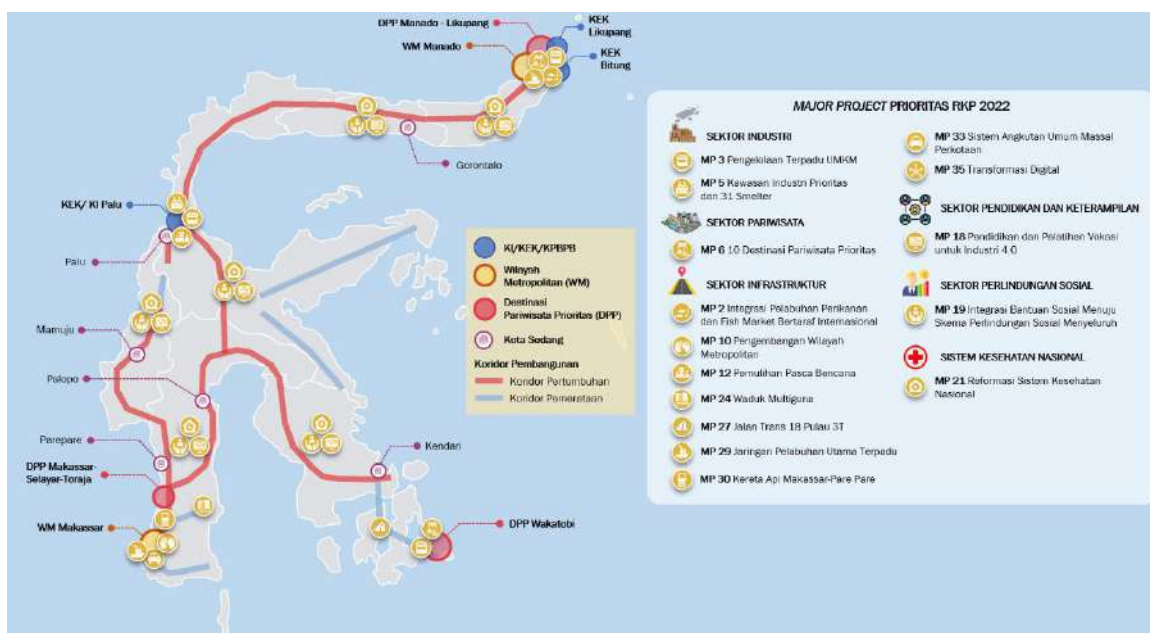 DPP Manado - Likupang
KEK
Likupang
WM Manado
KEK
Bitung
Gorontalo
KEK/ KI Palu
Palu
Mamuju
Palopo
Parepare
DPP Makassar-
Selayar-Toraja
WM Makassar
Kendari
DPP Wakatobi
KI/KEK/KPBPB
Wilayah
Metropolitan (WM)
Destinasi
Pariwisata Prioritas (DPP)
Kota Sedang
Koridor Pembangunan
Koridor Pertumbuhan
Koridor Pemerataan
MAJOR PROJECT PRIORITAS RKP 2022
SEKTOR INDUSTRI
MP 3 Pengelolaan Terpadu UMKM
MP 5 Kawasan Industri Prioritas
dan 31 Smelter
SEKTOR PARIWISATA
MP 6 10 Destinasi Pariwisata Prioritas
SEKTOR INFRASTRUKTUR
MP 2 Integrasi Pelabuhan Perikanan
dan Fish Market Bertaraf Internasional
MP 10 Pengembangan Wilayah
Metropolitan
MP 12 Pemulihan Pasca Bencana
MP 24 Waduk Multiguna
MP 27 Jalan Trans 18 Pulau 3T
MP 29 Jaringan Pelabuhan Utama Terpadu
MP 30 Kereta Api Makassar-Pare Pare
MP 33 Sistem Angkutan Umum Massal
Perkotaan
MP 35 Transformasi Digital
SEKTOR PENDIDIKAN DAN KETERAMPILAN
MP 18 Pendidikan dan Pelatihan Vokasi
untuk Industri 4.0
SEKTOR PERLINDUNGAN SOSIAL
MP 19 Integrasi Bantuan Sosial Menuju
Skema Perlindungan Sosial Menyeluruh
SISTEM KESEHATAN NASIONAL
MP 21 Reformasi Sistem Kesehatan
Nasional